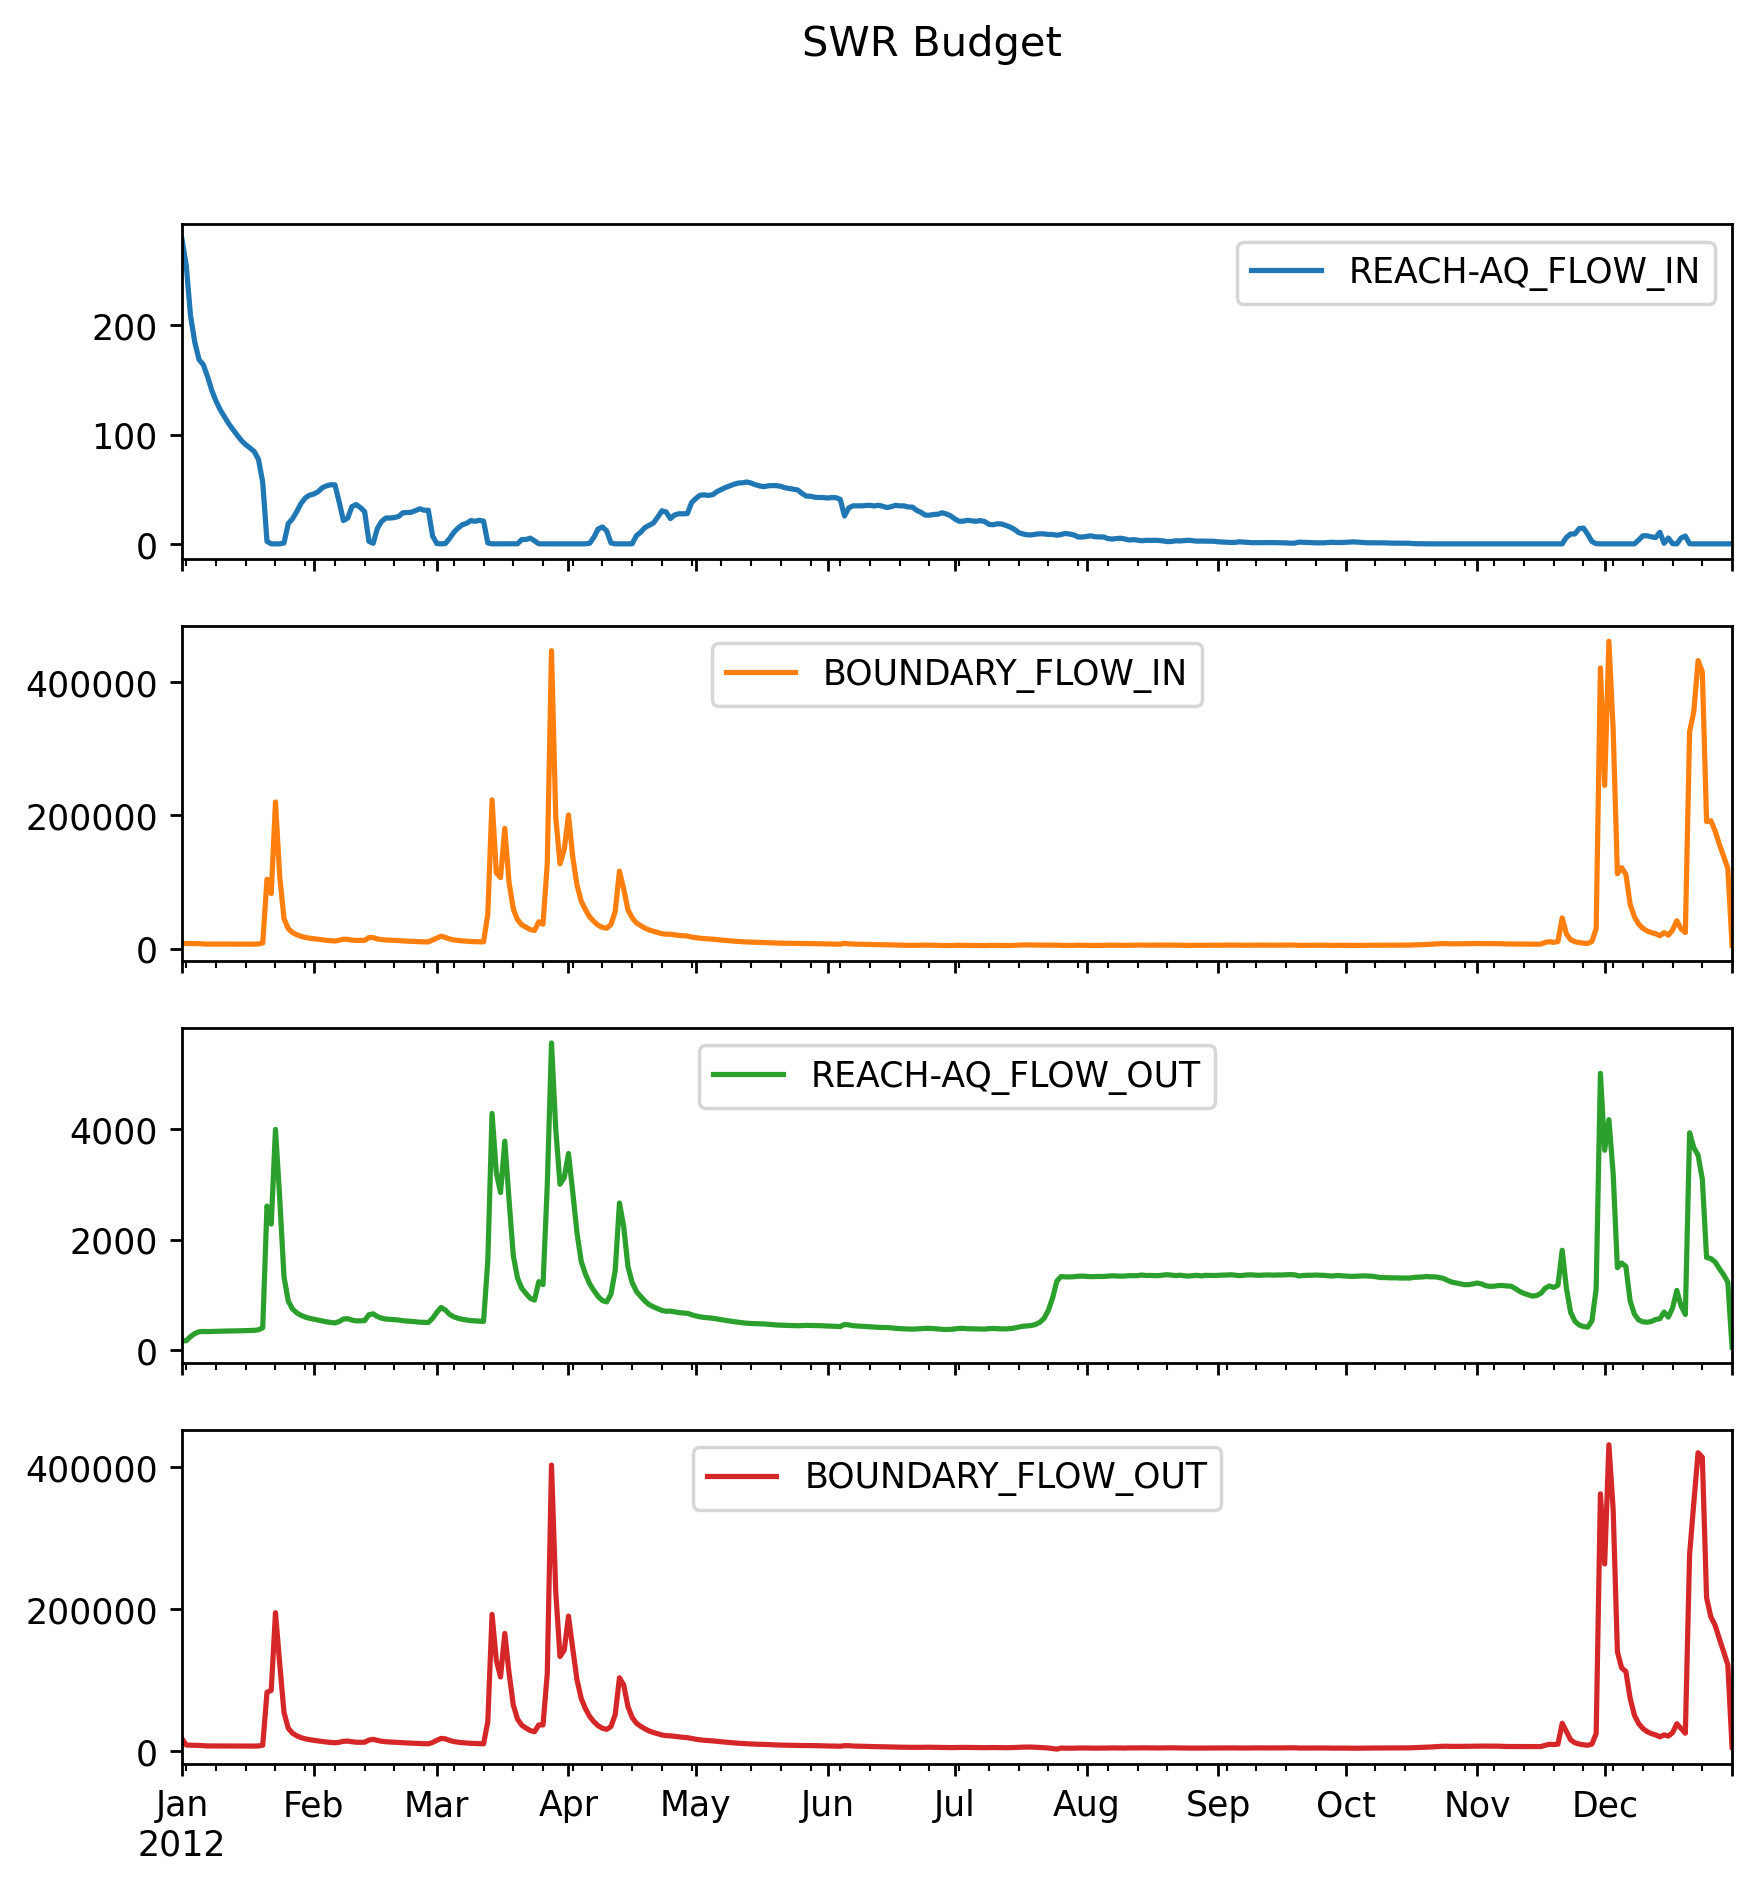 SWR Budget
REACH-AQ_FLOW_IN
200
100
0
BOUNDARY_FLOW_IN
400000
200000
0
REACH-AQ_FLOW_OUT
4000
2000
0
BOUNDARY_FLOW_OUT
400000
200000
0
Jan Feb Mar Apr May Jun Jul Aug Sep Oct Nov Dec
2012